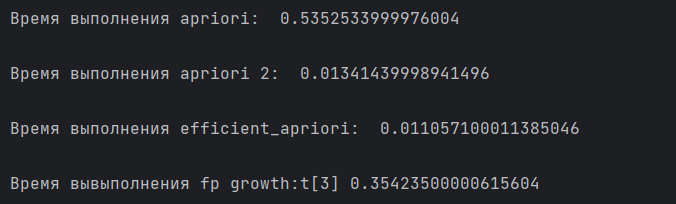 Время выполнения apriori:  0.5352533999976004
Время выполнения apriori 2:  0.01341439998941496
Время выполнения efficient_apriori:  0.011057100011385046
Время вывыполнения fp growth:t[3] 0.35423500000615604